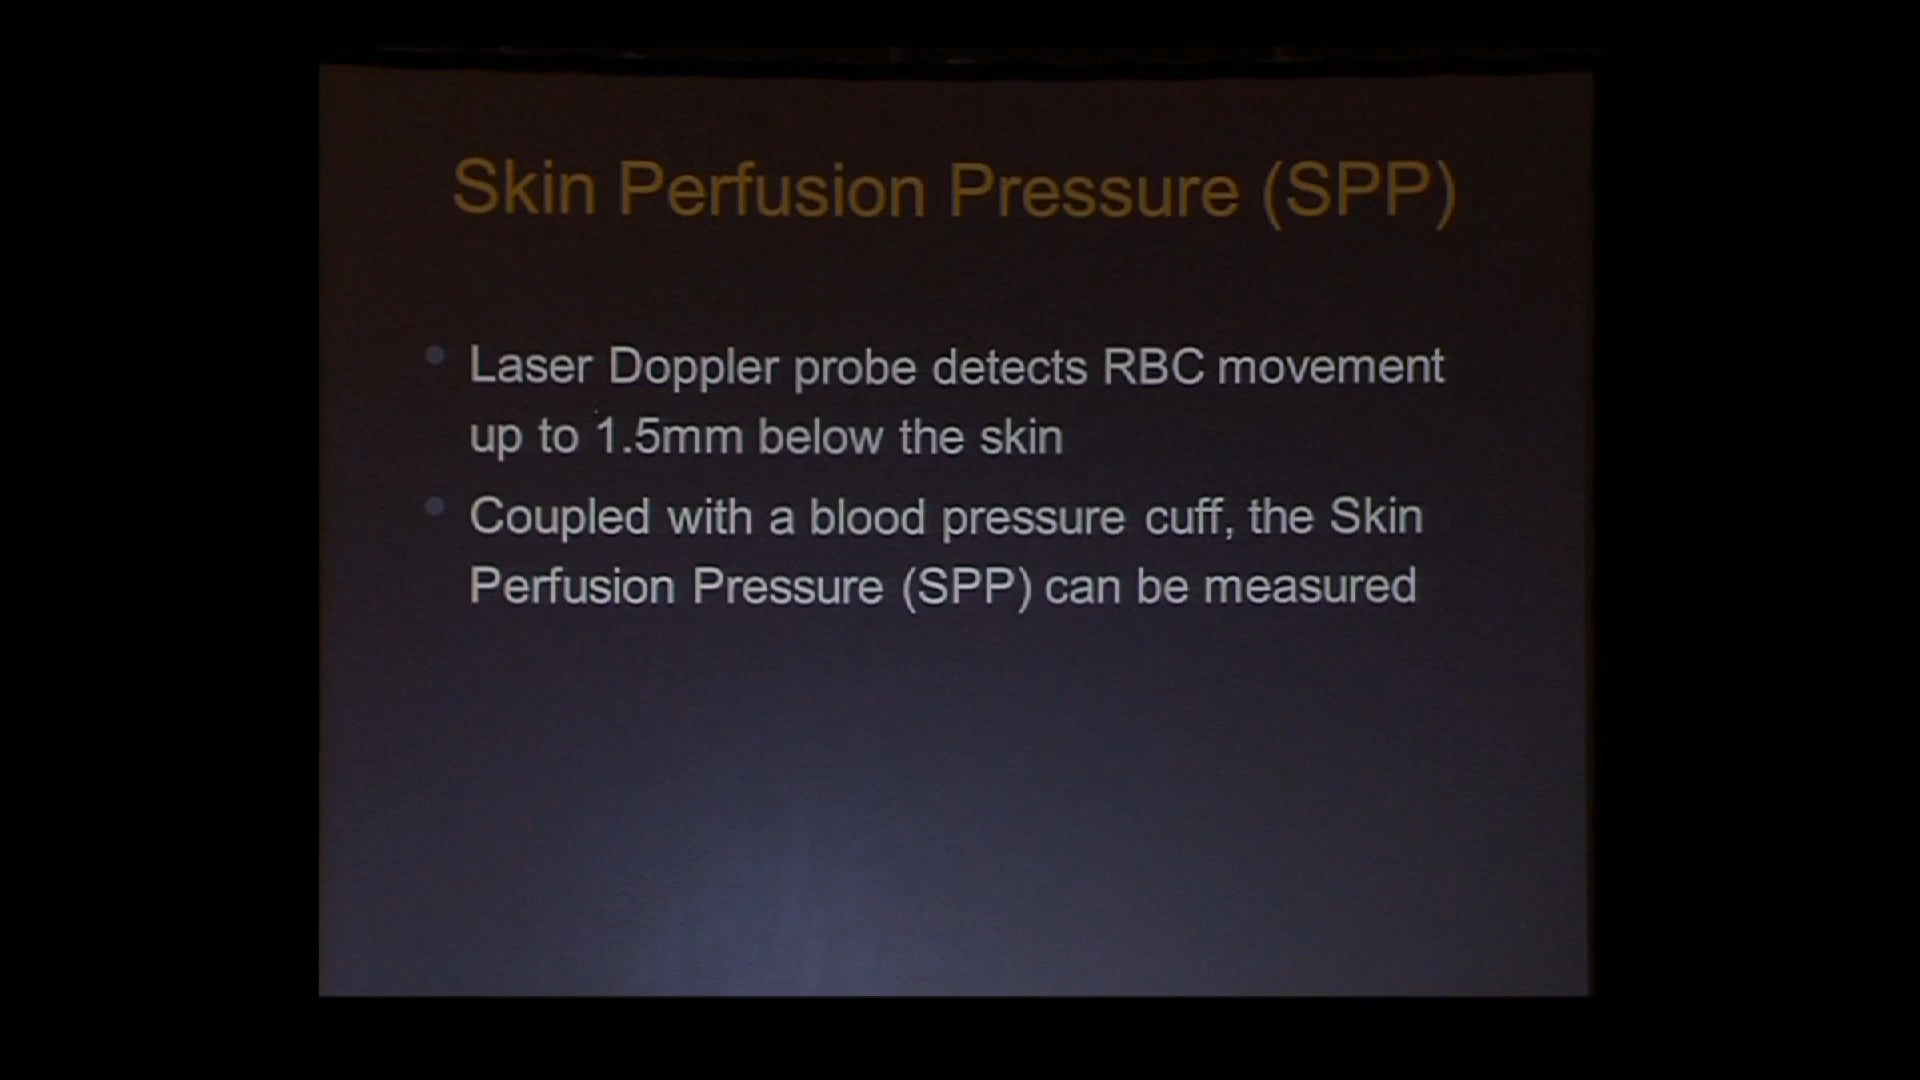 Skin Perfusion Pressure (SPP)
Laser Doppler probe detects RBC movement
up to 1.5mm below the skin
Coupled with a blood pressure cuff, the Skin
Perfusion Pressure (SPP) can be measured